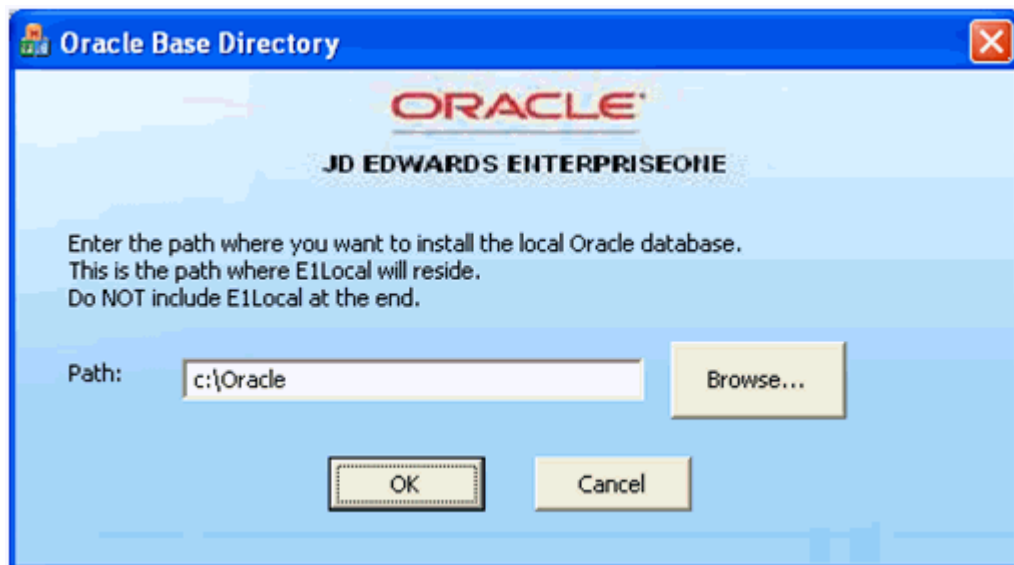 Oracle Base Directory
ORACLE
JD EDWARDS ENTERPRISEONE
Enter the path where you want to install the local Oracle database.
This is the path where E1Local will reside.
Do NOT include E1Local at the end.
Path:
c:\Oracle
Browse...
OK
Cancel